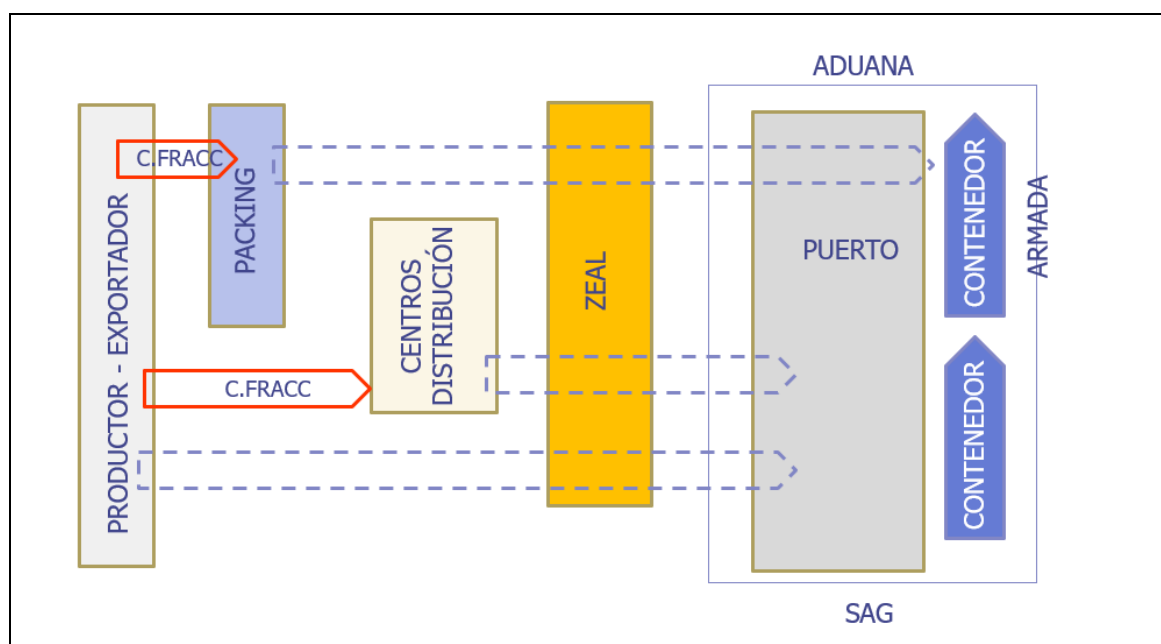 ADUANA
C.FRACC
PRODUCTOR - EXPORTADOR
PACKING
CENTROS
DISTRIBUCIÓN
C.FRACC
ZEAL
PUERTO
CONTENEDOR
CONTENEDOR
ARMADA
SAG